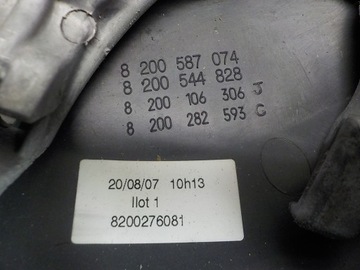 8 200 587 074
8 200 544 828
8 200 106 306 J
8 200 282 593 G
20/08/07 10h13
Ilot 1
8200276081